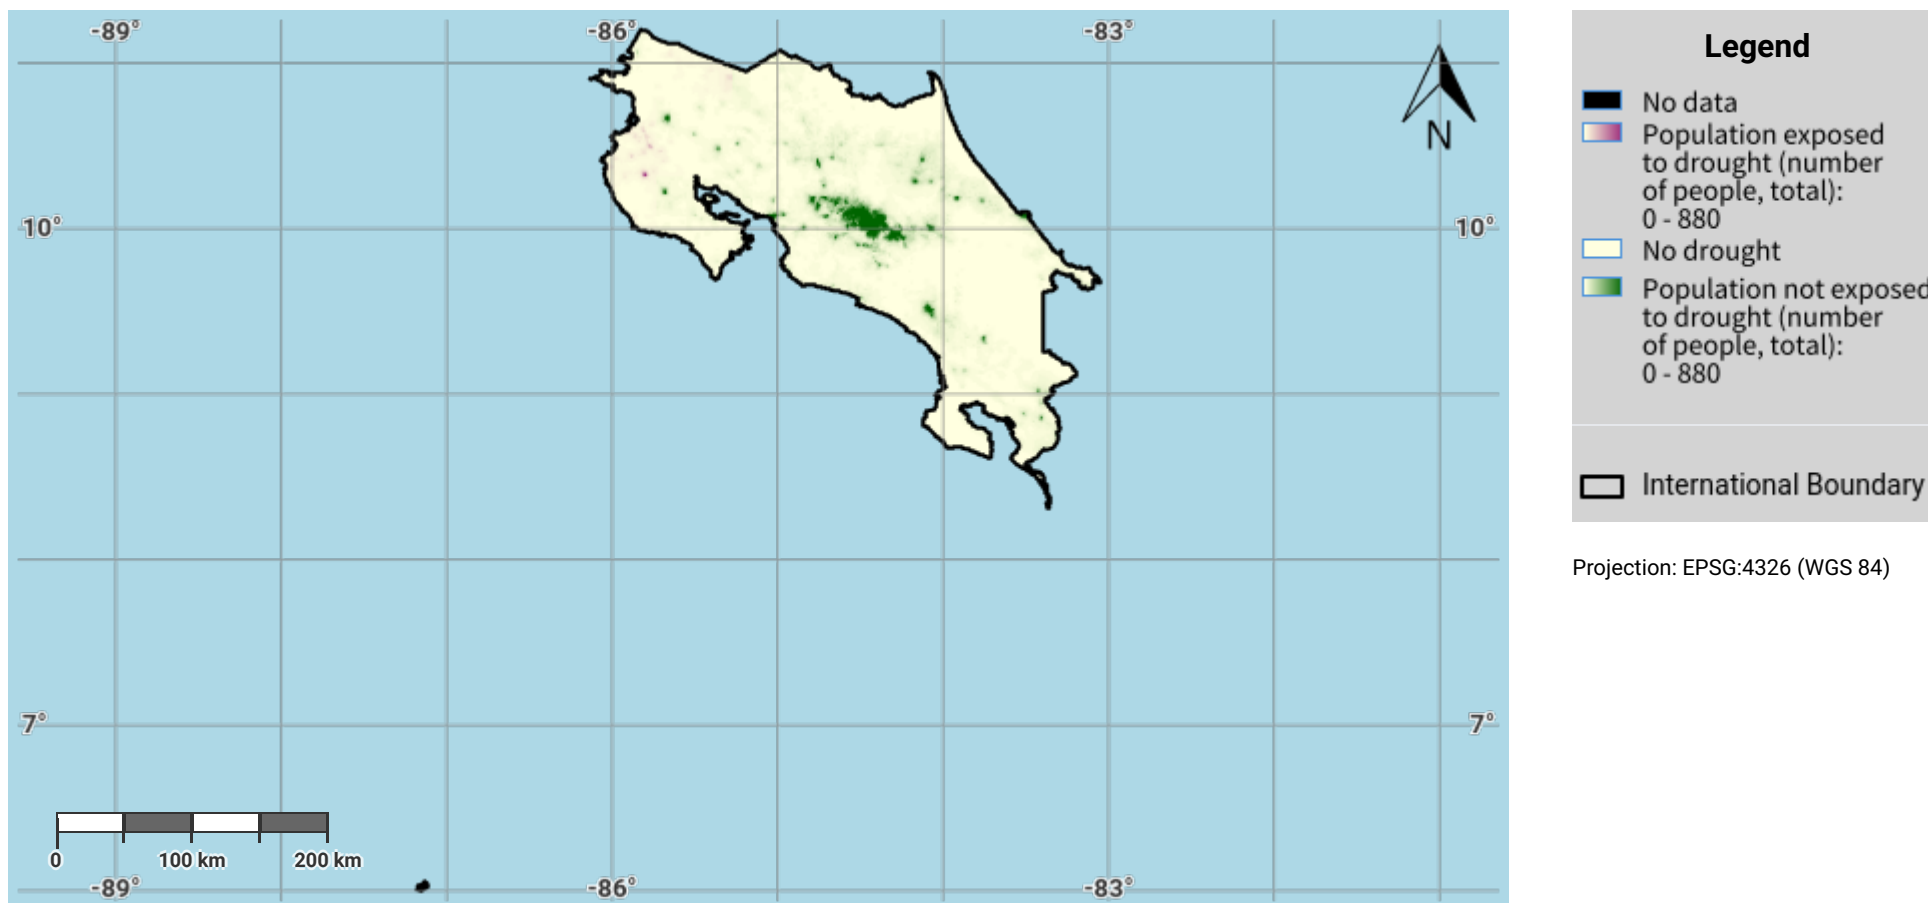 -89°
-86°
-83°
N
10°
10°
7°
7°
0
100 km
200 km
-89°
-86°
-83°
Legend
No data
Population exposed
to drought (number
of people, total):
0 - 880
No drought
Population not exposed
to drought (number
of people, total):
0 - 880
International Boundary
Projection: EPSG:4326 (WGS 84)